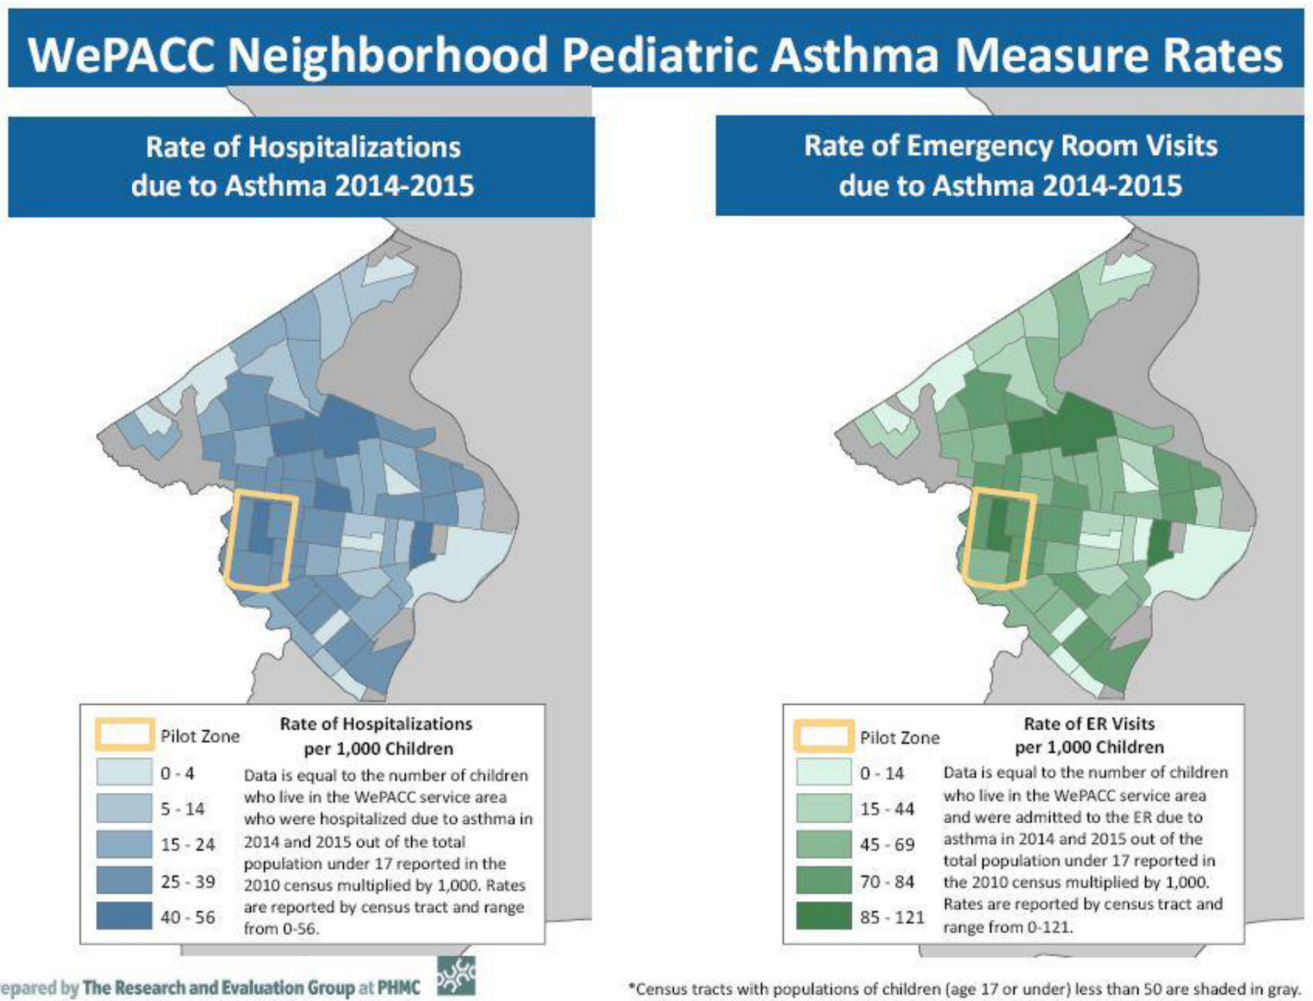 WePACC Neighborhood Pediatric Asthma Measure Rates
Rate of Hospitalizations
due to Asthma 2014-2015
Rate of Emergency Room Visits
due to Asthma 2014-2015
Pilot Zone
0 - 4
5 - 14
15 - 24
25 - 39
40 - 56
Rate of Hospitalizations
per 1,000 Children
Data is equal to the number of children
who live in the WePACC service area
who were hospitalized due to asthma in
2014 and 2015 out of the total
population under 17 reported in the
2010 census multiplied by 1,000. Rates
are reported by census tract and range
from 0-56.
Pilot Zone
0 - 14
15 - 44
45 - 69
70 - 84
85 - 121
Rate of ER Visits
per 1,000 Children
Data is equal to the number of children
who live in the WePACC service area
and were admitted to the ER due to
asthma in 2014 and 2015 out of the
total population under 17 reported in
the 2010 census multiplied by 1,000.
Rates are reported by census tract and
range from 0-121.
epared by The Research and Evaluation Group at PHMC
*Census tracts with populations of children (age 17 or under) less than 50 are shaded in gray.